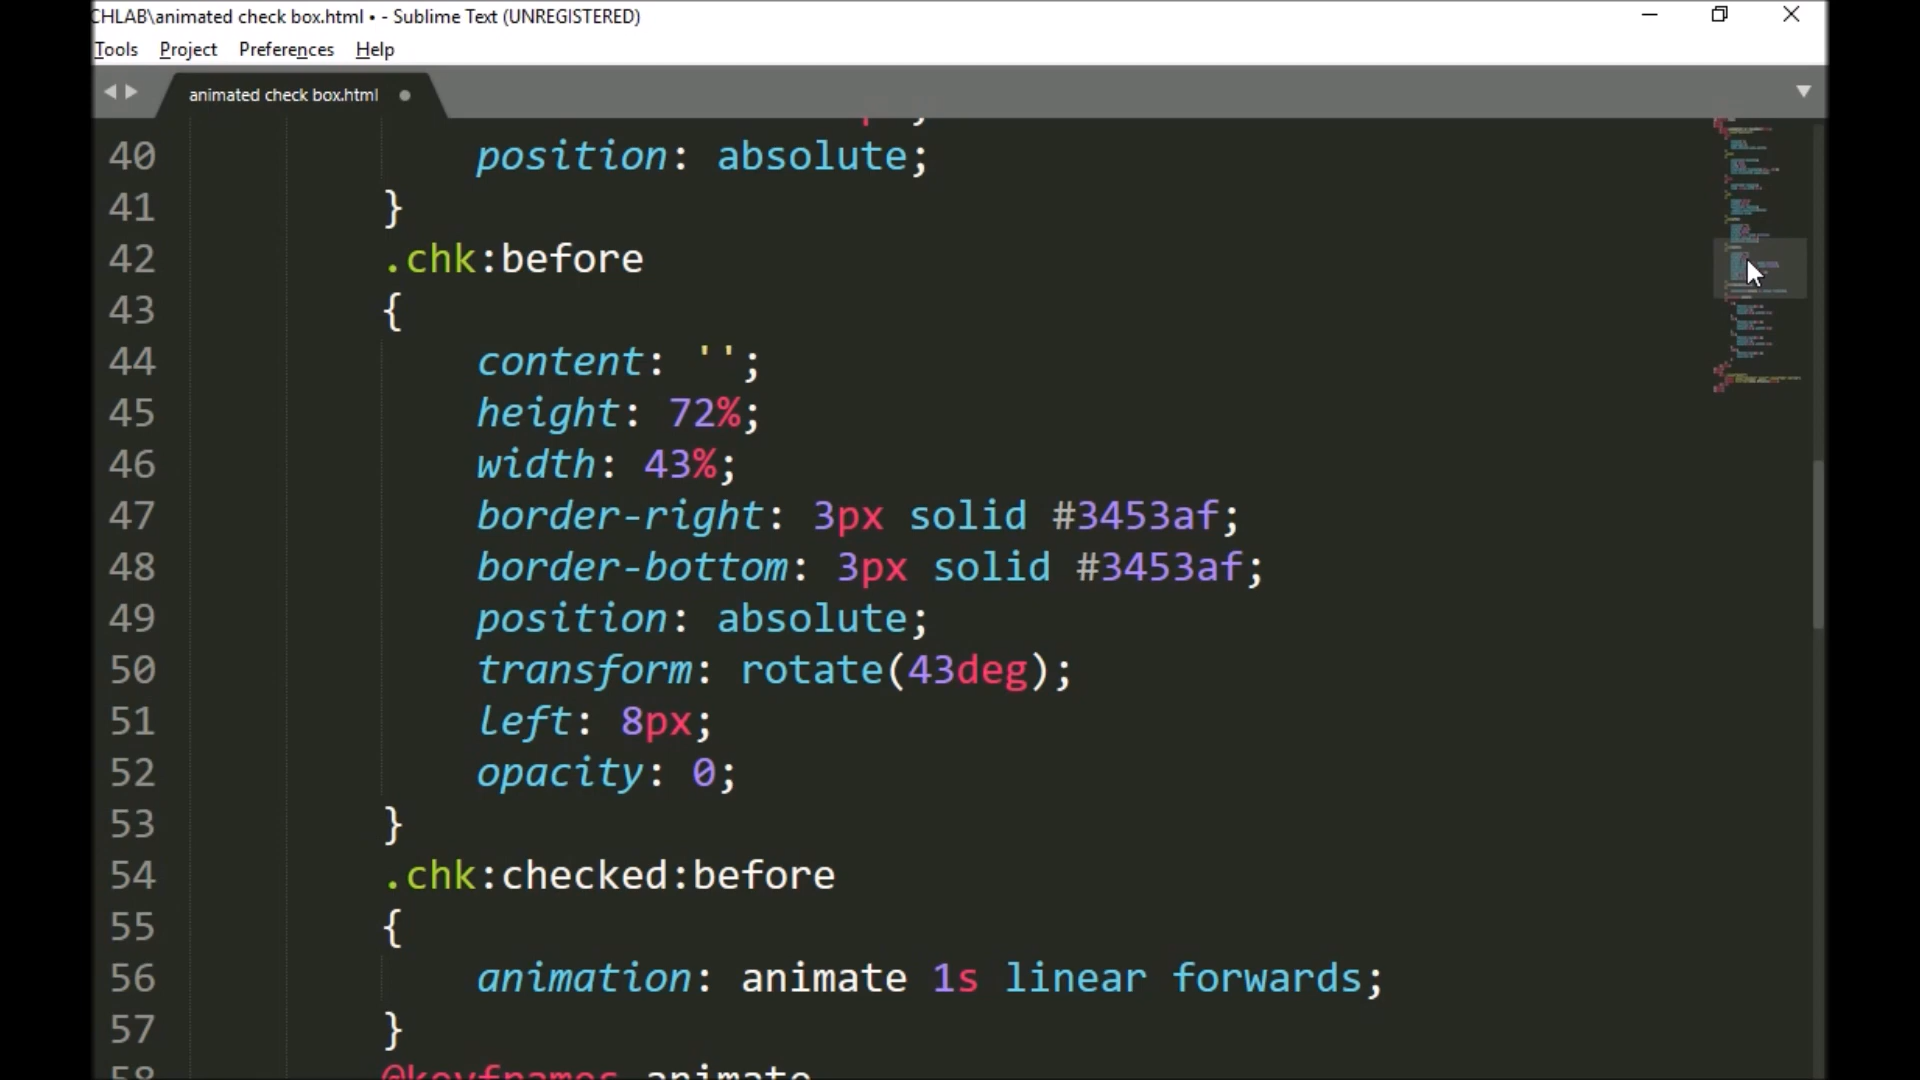 CHLAB\animated check box.html • - Sublime Text (UNREGISTERED)
Tools Project Preferences Help
animated check box.html
40 position: absolute;
41 }
42 .chk:before
43 {
44 content: '';
45 height: 72%;
46 width: 43%;
47 border-right: 3px solid #3453af;
48 border-bottom: 3px solid #3453af;
49 position: absolute;
50 transform: rotate(43deg);
51 left: 8px;
52 opacity: 0;
53 }
54 .chk:checked:before
55 {
56 animation: animate 1s linear forwards;
57 }
58 @keyframes animate